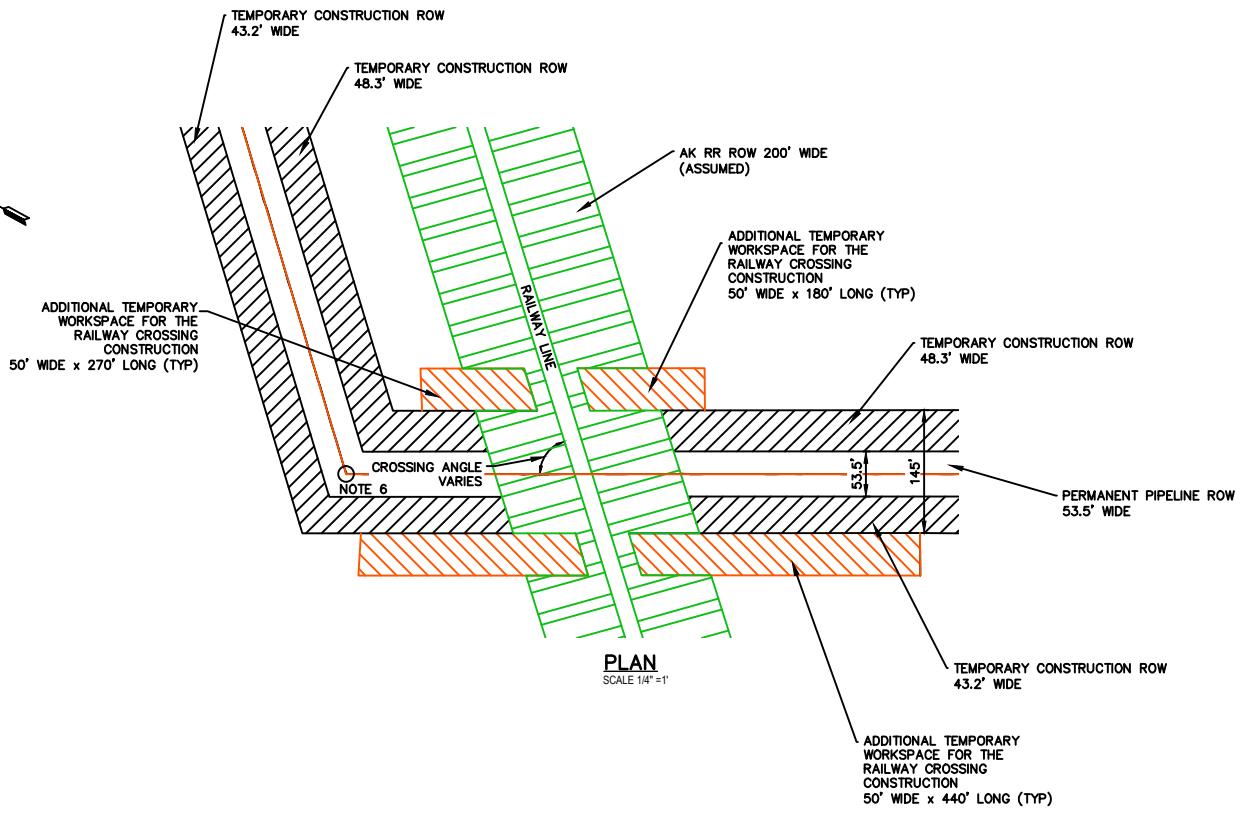 TEMPORARY CONSTRUCTION ROW
43.2' WIDE
TEMPORARY CONSTRUCTION ROW
48.3' WIDE
AK RR ROW 200' WIDE
(ASSUMED)
ADDITIONAL TEMPORARY
WORKSPACE FOR THE
RAILWAY CROSSING
CONSTRUCTION
50' WIDE x 180' LONG (TYP)
RAILWAY LINE
ADDITIONAL TEMPORARY
WORKSPACE FOR THE
RAILWAY CROSSING
CONSTRUCTION
50' WIDE x 270' LONG (TYP)
TEMPORARY CONSTRUCTION ROW
48.3' WIDE
CROSSING ANGLE
VARIES
NOTE 6
53.5'
145'
PERMANENT PIPELINE ROW
53.5' WIDE
PLAN
SCALE 1/4" =1'
TEMPORARY CONSTRUCTION ROW
43.2' WIDE
ADDITIONAL TEMPORARY
WORKSPACE FOR THE
RAILWAY CROSSING
CONSTRUCTION
50' WIDE x 440' LONG (TYP)